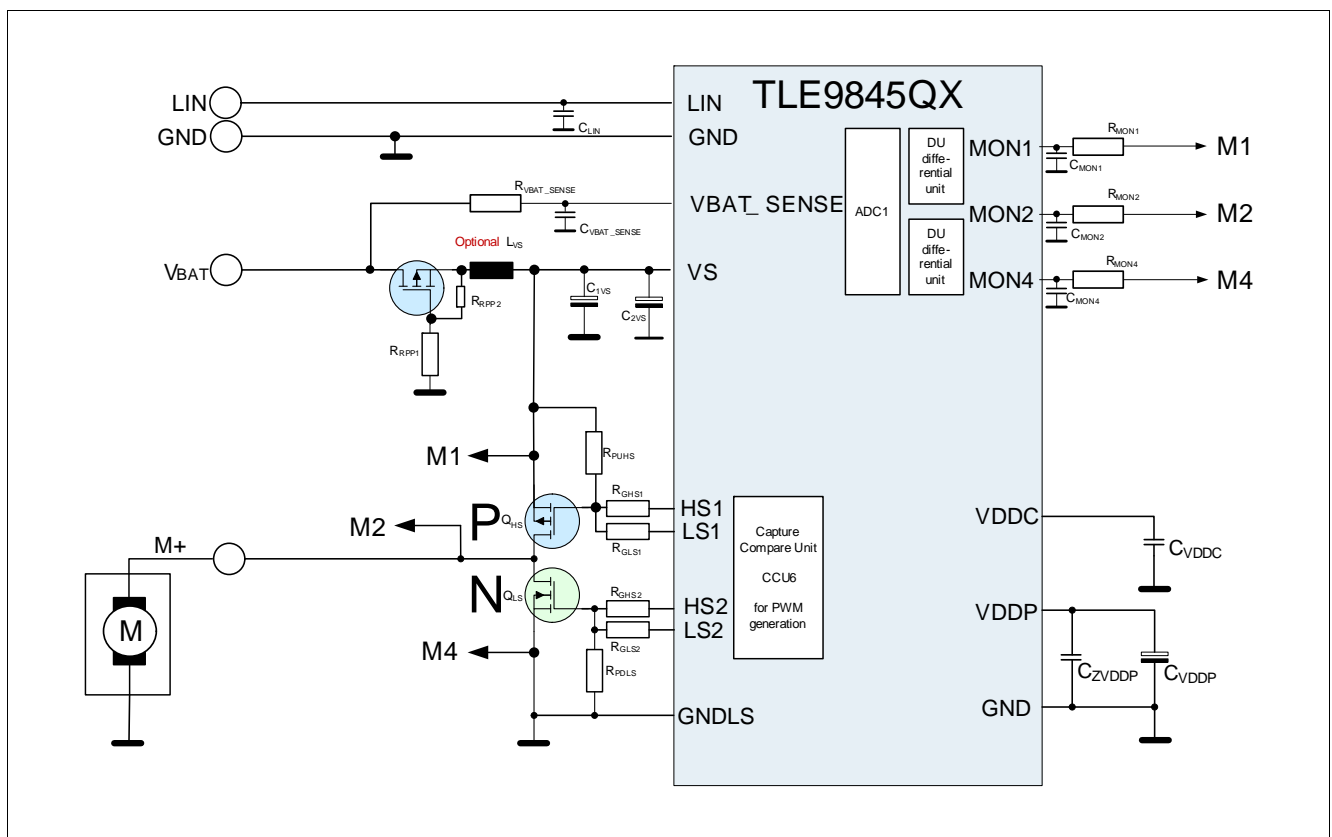 TLE9845QX
LIN
GND
CLIN
LIN
GND
RVBAT_SENSE
CVBAT_SENSE
VBAT_ SENSE
ADC1
DU
diffe-
rential
unit
DU
diffe-
rential
unit
MON1
CMON1
RMON1
M1
MON2
CMON2
RMON2
M2
MON4
CMON4
RMON4
M4
VBAT
Optional LVS
RRPP2
RRPP1
C1VS
C2VS
VS
M1
RPUHS
P
QHS
RGHS1
RGLS1
HS1
LS1
M2
M+
M
N
QLS
RGHS2
RGLS2
HS2
LS2
RPDLS
M4
GNDLS
Capture
Compare Unit
CCU6
for PWM
generation
VDDC
CVDDC
VDDP
CZVDDP
CVDDP
GND